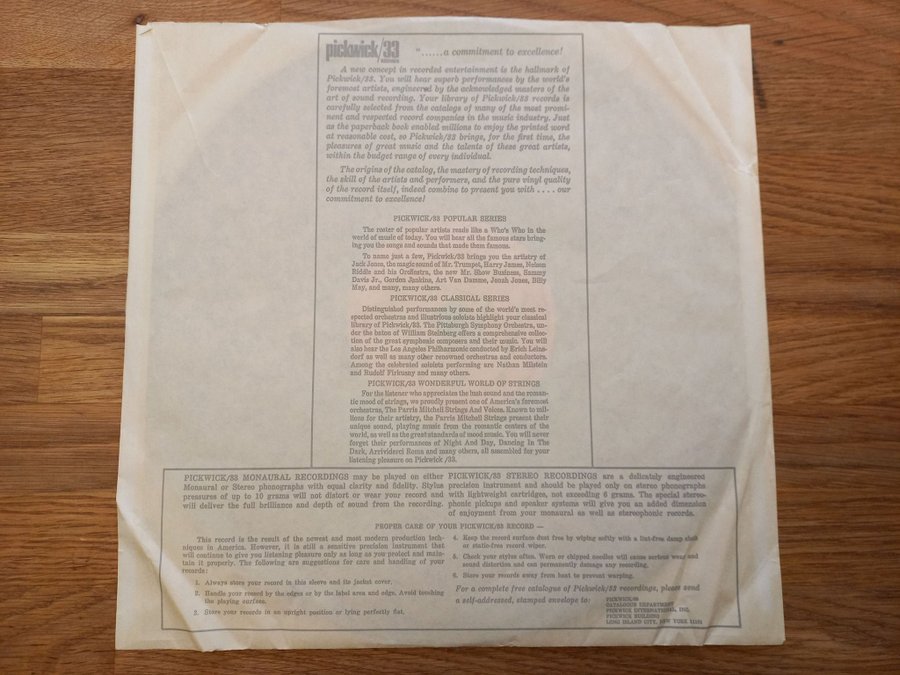 pickwick/33 "......a commitment to excellence!
A new concept in recorded entertainment is the hallmark of
Pickwick/33. You will hear superb performances by the world's
foremost artists, engineered by the acknowledged masters of the
art of sound recording. Your library of Pickwick/33 records is
carefully selected from the catalogs of many of the most promi-
nent and respected record companies in the music industry. Just
as the paperback book enabled millions to enjoy the printed word
at reasonable cost, so Pickwick/33 brings, for the first time, the
pleasures of great music and the talents of these great artists,
within the budget range of every individual.
The origins of the catalog, the mastery of recording techniques,
the skill of the artists and performers, and the pure vinyl quality
of the record itself, indeed combine to present you with .... our
commitment to excellence!
PICKWICK/33 POPULAR SERIES
The roster of popular artists reads like a Who's Who in the
world of music of today. You will hear all the famous stars bring-
ing you the songs and sounds that made them famous.
To name just a few, Pickwick/33 brings you the artistry of
Jack Jones, the magic sound of Mr. Trumpet, Harry James, Nelson
Riddle and his Orchestra, the new Mr. Show Business, Sammy
Davis Jr., Gordon Jenkins, Art Van Damme, Jonah Jones, Billy
May, and many, many others.
PICKWICK/33 CLASSICAL SERIES
Distinguished performances by some of the world's most re-
spected orchestras and illustrious soloists highlight your classical
library of Pickwick/33. The Pittsburgh Symphony Orchestra, un-
der the baton of William Steinberg offers a comprehensive collec-
tion of the great symphonic composers and their music. You will
also hear the Los Angeles Philharmonic conducted by Erich Leins-
dorf as well as many other renowned orchestras and conductors.
Among the celebrated soloists performing are Nathan Milstein
and Rudolf Firkusny and many others.
PICKWICK/33 WONDERFUL WORLD OF STRINGS
For the listener who appreciates the lush sound and the roman-
tic mood of strings, we proudly present one of America's foremost
orchestras, The Parris Mitchell Strings And Voices. Known to mil-
lions for their artistry, the Parris Mitchell Strings present their
unique sound, playing music from the romantic centers of the
world, as well as the great standards of mood music. You will never
forget their performances of Night And Day, Dancing In The
Dark, Arrivideroi Roma and many others, all assembled for your
listening pleasure on Pickwick /33.
PICKWICK/33 MONAURAL RECORDINGS may be played on either
Monaural or Stereo phonographs with equal clarity and fidelity. Stylus
pressures of up to 10 grams will not distort or wear your record and
will deliver the full brilliance and depth of sound from the recording.
PICKWICK/33 STEREO RECORDINGS are a delicately engineered
precision instrument and should be played only on stereo phonographs
with lightweight cartridges, not exceeding 6 grams. The special stereo-
phonic pickups and speaker systems will give you an added dimension
of enjoyment from your monaural as well as stereophonic records.
PROPER CARE OF YOUR PICKWICK/33 RECORD —
This record is the result of the newest and most modern production tech-
niques in America. However, it is still a sensitive precision instrument that
will continue to give you listening pleasure only as long as you protect and main-
tain it properly. The following are suggestions for care and handling of your
records:
1. Always store your record in this sleeve and its jacket cover.
2. Handle your record by the edges or by the label area and edge. Avoid touching
the playing surface.
3. Store your records in an upright position or lying perfectly flat.
4. Keep the record surface dust free by wiping softly with a lint-free damp cloth
or static-free record wiper.
5. Check your stylus often. Worn or chipped needles will cause serious wear and
sound distortion and can permanently damage any recording.
6. Store your records away from heat to prevent warping.
For a complete free catalogue of Pickwick/33 recordings, please send
a self-addressed, stamped envelope to:
PICKWICK/33
CATALOGUE DEPARTMENT
PICKWICK INTERNATIONAL, INC.
PICKWICK BUILDING
LONG ISLAND CITY, NEW YORK 11101